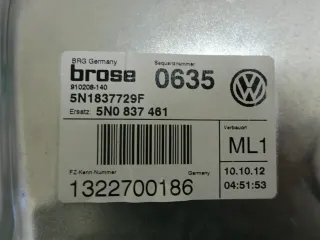 BRG Germany
Sequenznummer
brose
0635
910208-140
5N1837729F
Ersatz: 5N0 837 461
Verbauort
ML1
FZ-Kenn-Nummer
Germany
10.10.12
1322700186
04:51:53